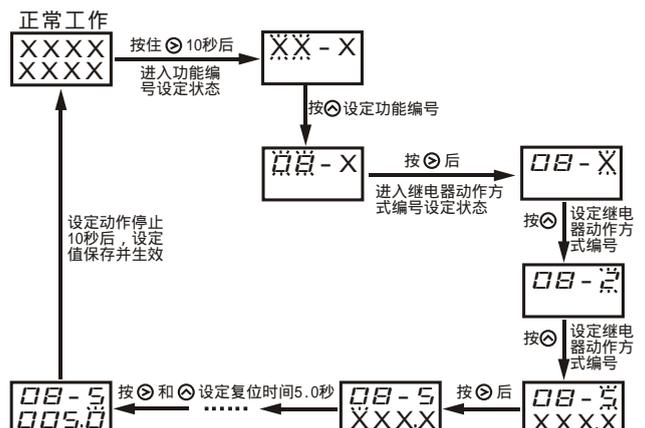 正常工作
XXXX
XXXX
按住 10秒后
进入功能编
号设定状态
XX-X
按 设定功能编号
08-X
按 后
进入继电器动作方
式编号设定状态
08-X
按 设定继电
器动作方
式编号
08-2
按 设定继电
器动作方
式编号
08-5
XXX.X
按 后
08-5
XXX.X
按 和 设定复位时间5.0秒
······
08-5
005.0
设定动作停止
10秒后，设定
值保存并生效